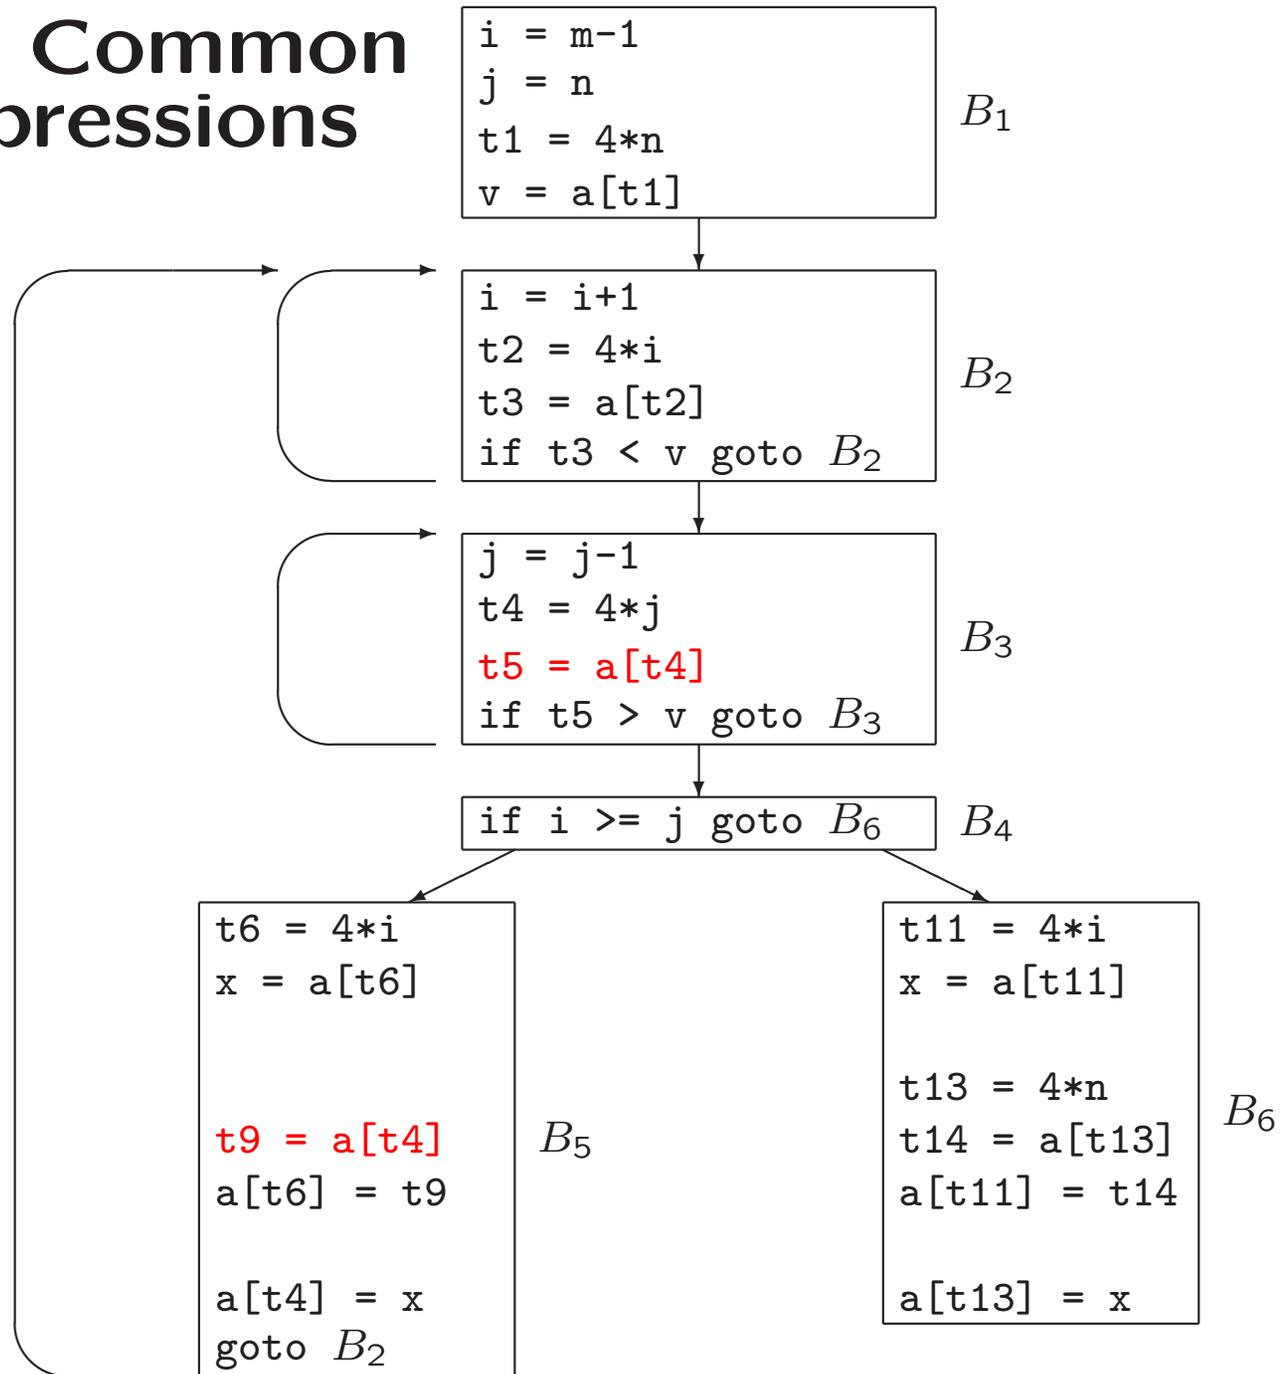 Common
pressions
i = m-1
j = n
t1 = 4*n
v = a[t1]
B1
i = i+1
t2 = 4*i
t3 = a[t2]
if t3 < v goto B2
B2
j = j-1
t4 = 4*j
t5 = a[t4]
if t5 > v goto B3
B3
if i >= j goto B6
B4
t6 = 4*i
x = a[t6]
t9 = a[t4]
a[t6] = t9
a[t4] = x
goto B2
B5
t11 = 4*i
x = a[t11]
t13 = 4*n
t14 = a[t13]
a[t11] = t14
a[t13] = x
B6